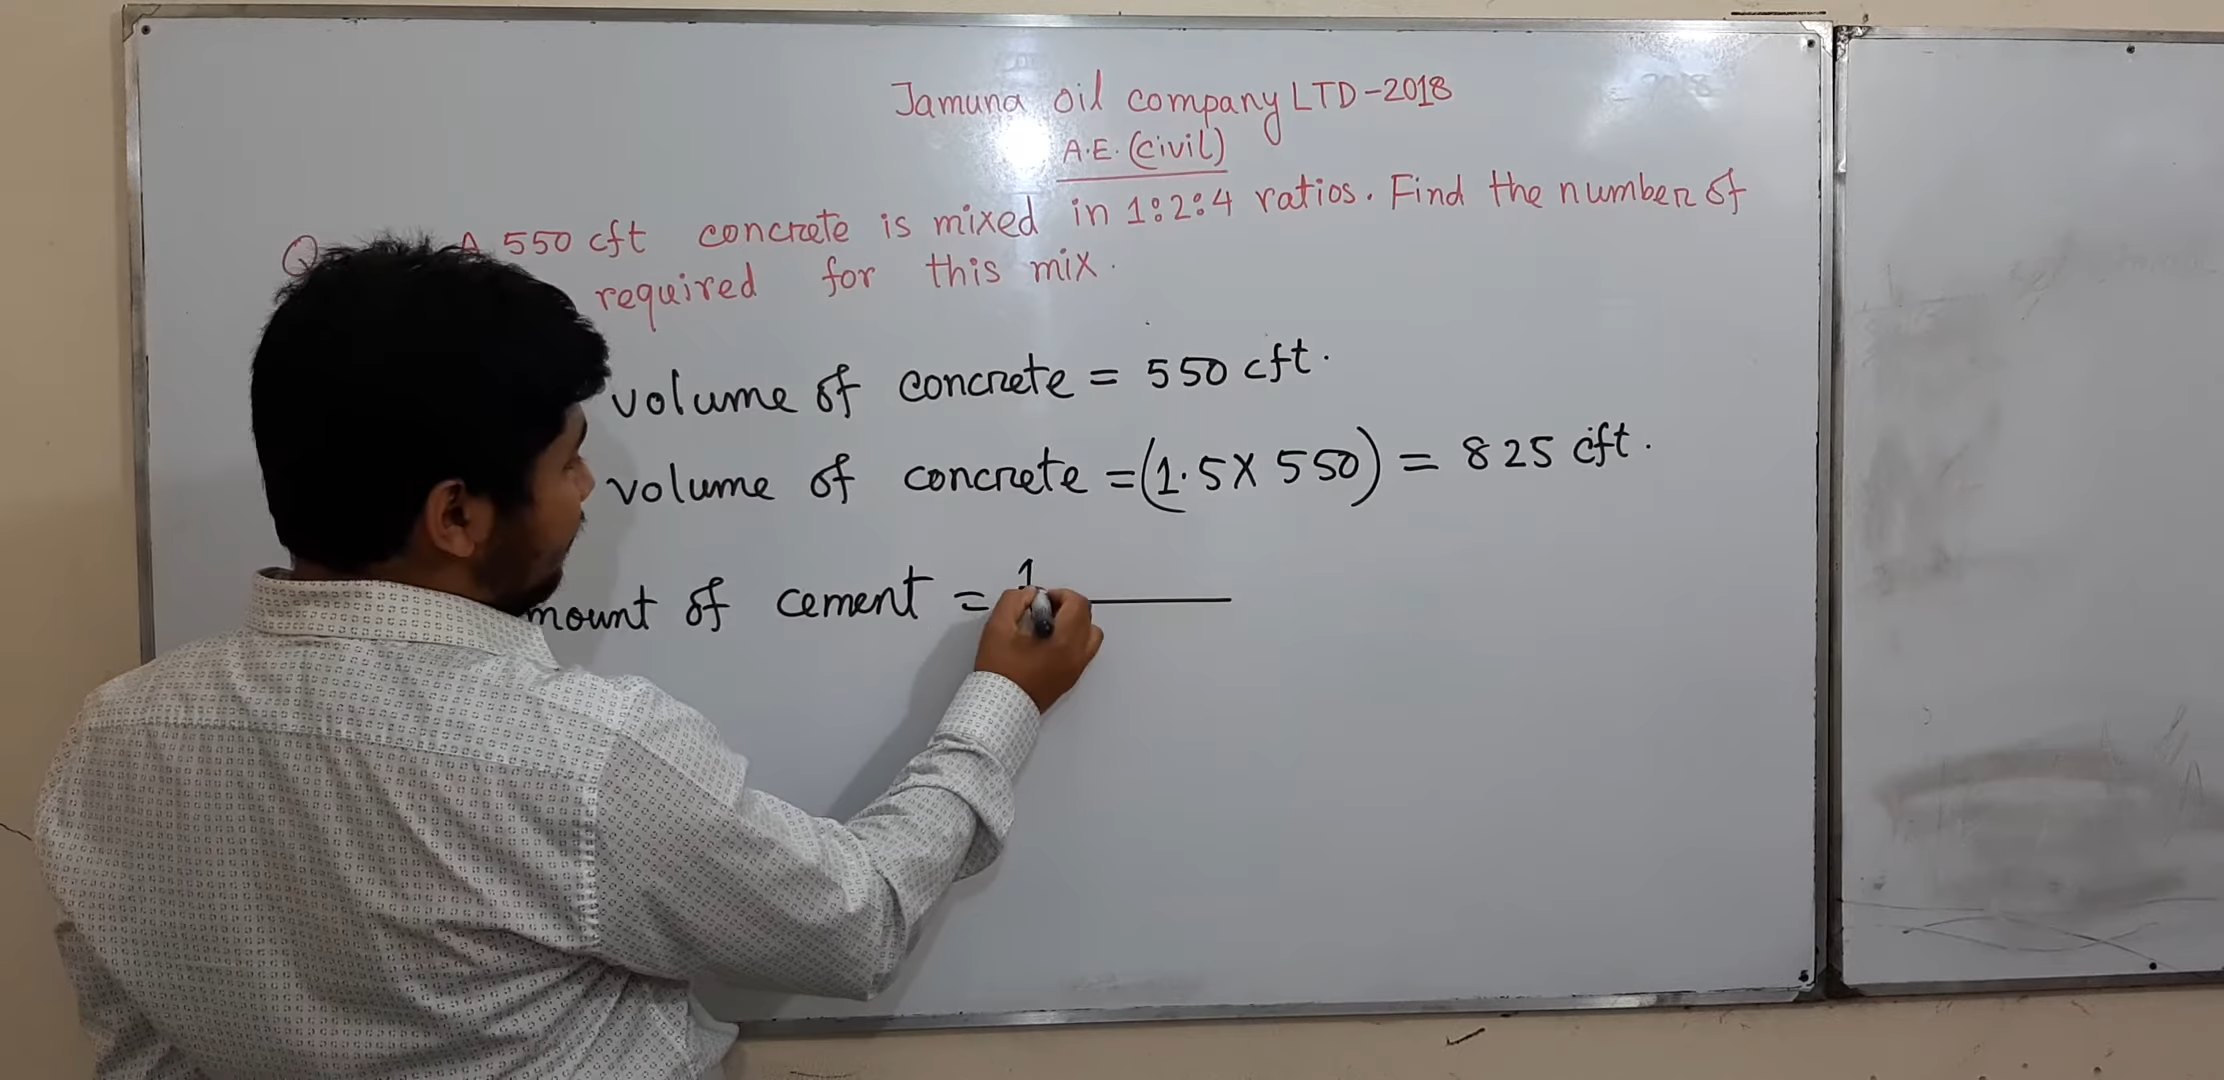 Jamuna oil company LTD-2018
A.E. (civil)
A 550 cft concrete is mixed in 1:2:4 ratios. Find the number of
required for this mix.
volume of concrete = 550 cft.
volume of concrete = (1.5 X 550) = 825 cft.
mount of cement = 1